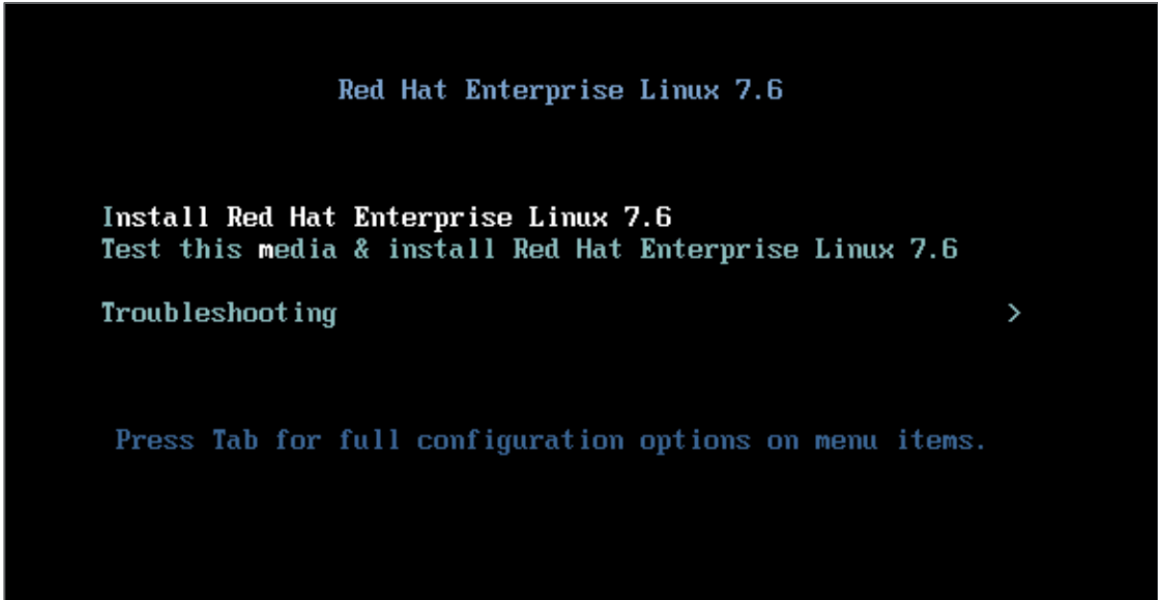 Red Hat Enterprise Linux 7.6
Install Red Hat Enterprise Linux 7.6
Test this media & install Red Hat Enterprise Linux 7.6
Troubleshooting >
Press Tab for full configuration options on menu items.